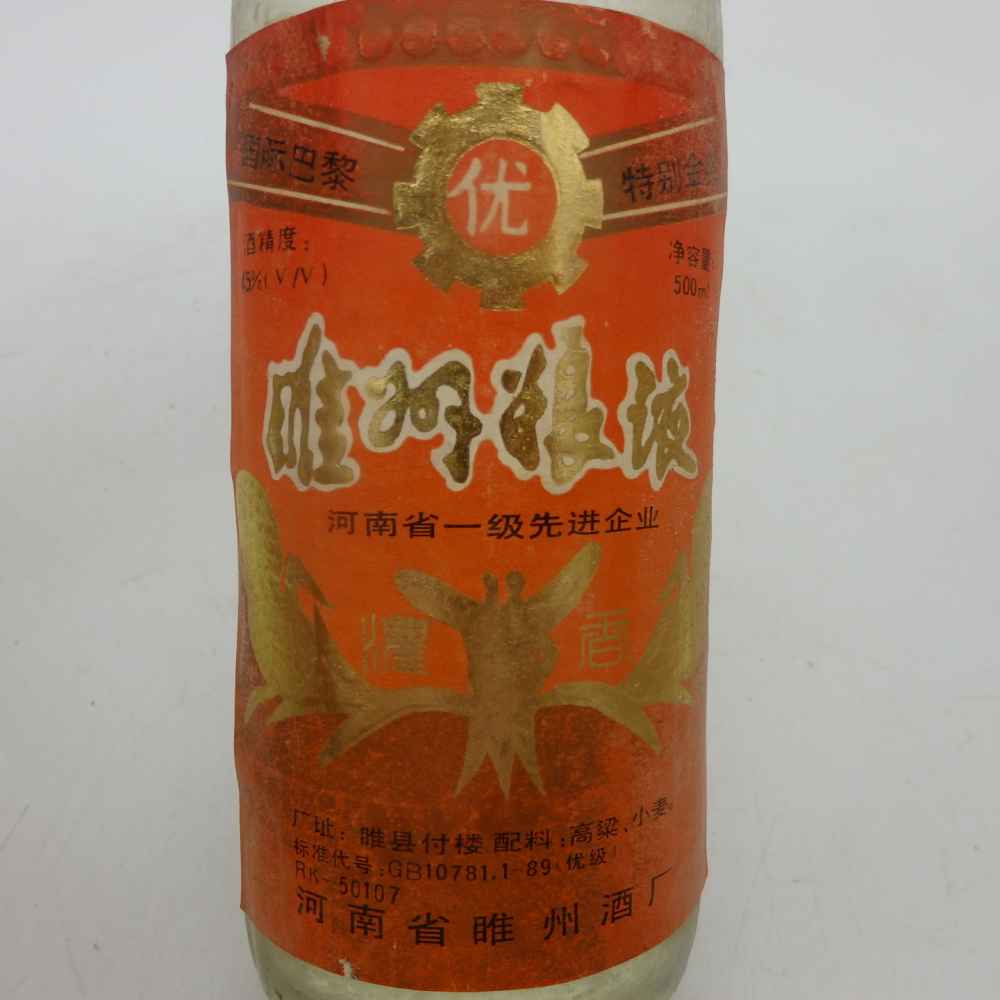 优
国际巴黎 特别金奖
酒精度: 净容量:
45%(V/V) 500ml
睢州粮液
河南省一级先进企业
浓香
厂址: 睢县付楼 配料:高粱、小麦。
标准代号:GB10781.1-89(优级)
RK-50107
河南省睢州酒厂